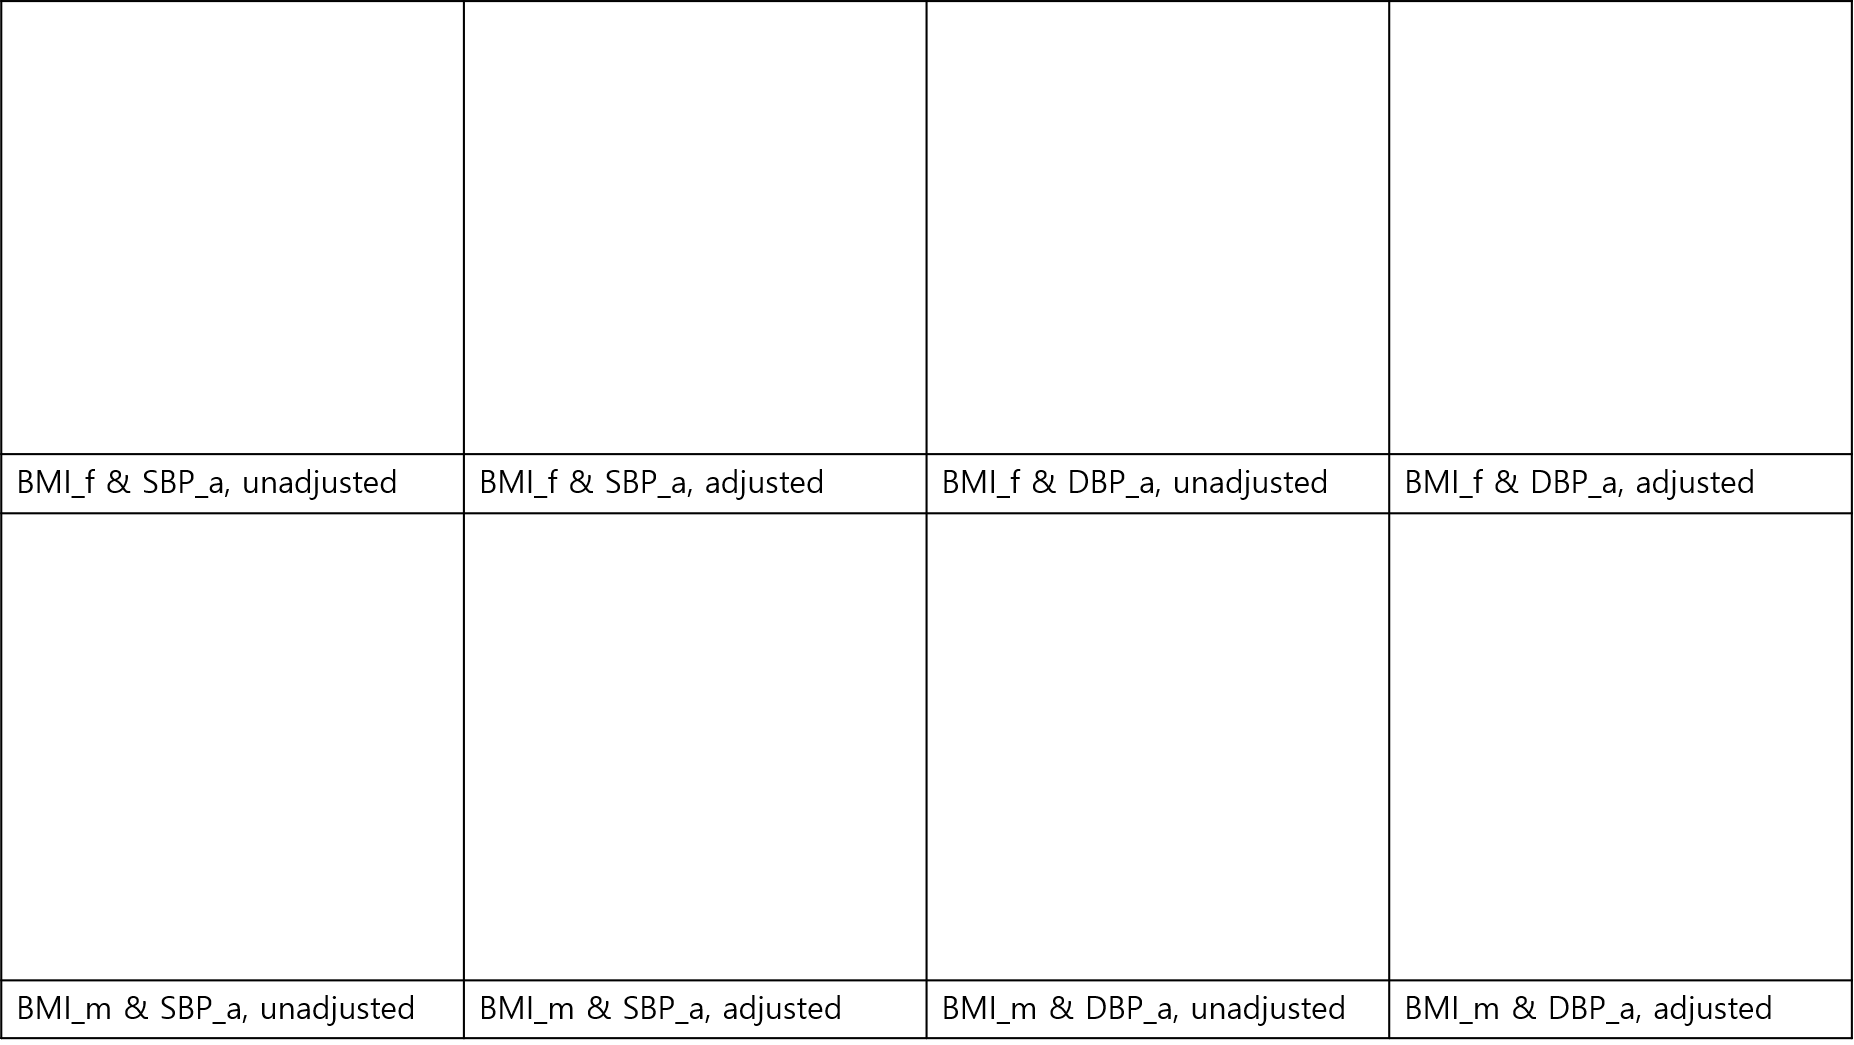 BMI_f & SBP_a, unadjusted
BMI_f & SBP_a, adjusted
BMI_f & DBP_a, unadjusted
BMI_f & DBP_a, adjusted
BMI_m & SBP_a, unadjusted
BMI_m & SBP_a, adjusted
BMI_m & DBP_a, unadjusted
BMI_m & DBP_a, adjusted